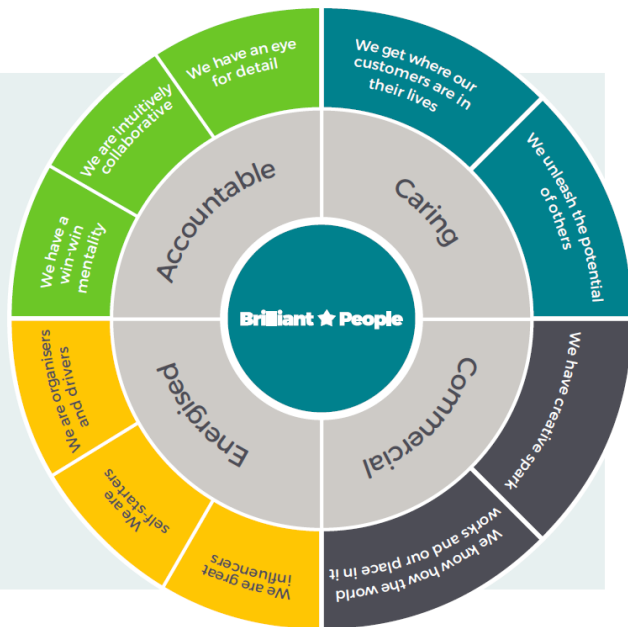 Brilliant ★ People
Accountable
Caring
Commercial
Energised
We have an eye
for detail
We get where our
customers are in
their lives
We unleash the potential
of others
We have creative spark
We know how the world
works and our place in it
We are great
influencers
We are
self-starters
We are organisers
and drivers
We have a
win-win
mentality
We are intuitively
collaborative